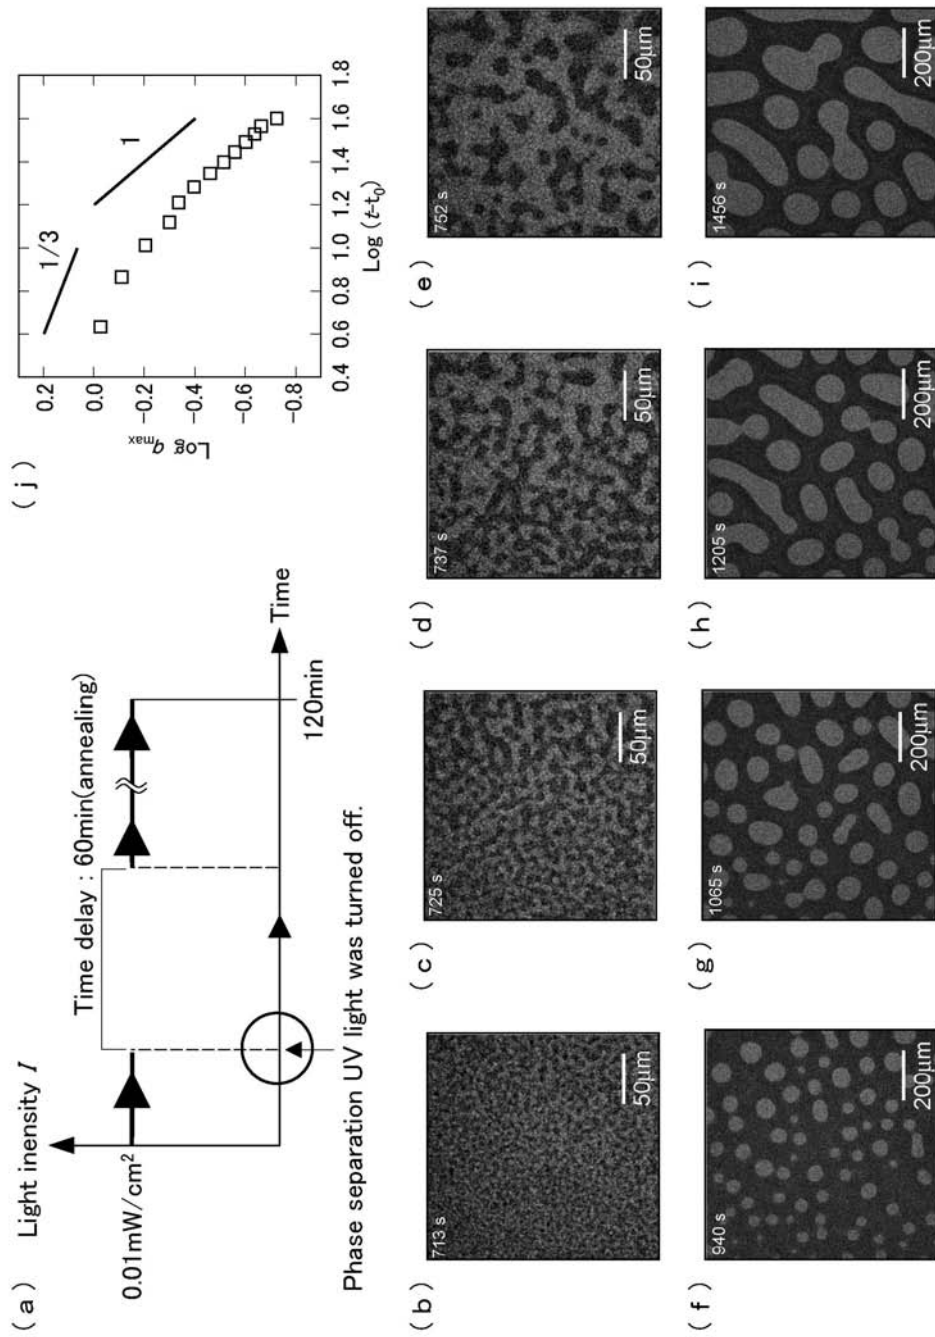 (a)
Light inensity I
0.01mW/cm²
Time delay : 60min(annealing)
Time
120min
Phase separation UV light was turned off.
(j)
Log qmax
0.2
0.0
−0.2
−0.4
−0.6
−0.8
1/3
1
0.4 0.6 0.8 1.0 1.2 1.4 1.6 1.8
Log (t-t0)
(b)
713 s
50μm
(c)
725 s
50μm
(d)
737 s
50μm
(e)
752 s
50μm
(f)
940 s
200μm
(g)
1065 s
200μm
(h)
1205 s
200μm
(i)
1456 s
200μm